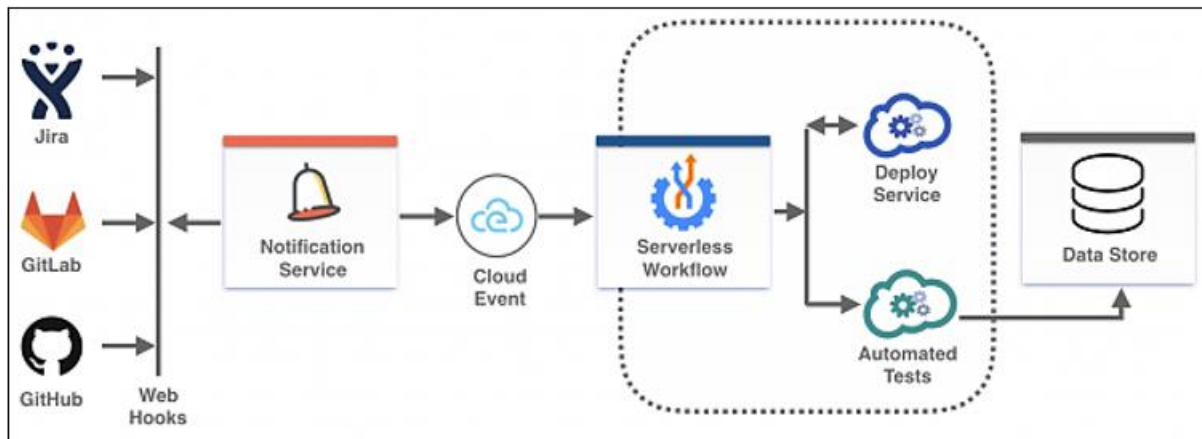 Jira
GitLab
GitHub
Web
Hooks
Notification
Service
Cloud
Event
Serverless
Workflow
Deploy
Service
Automated
Tests
Data Store